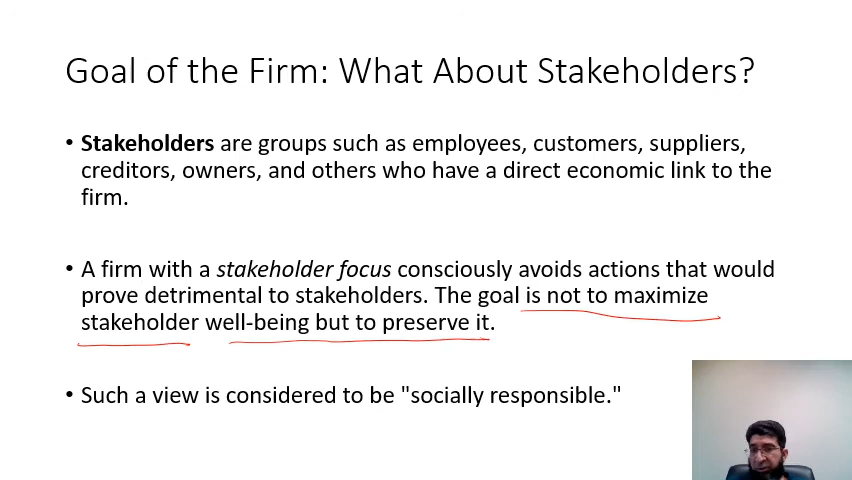 Goal of the Firm: What About Stakeholders?
• Stakeholders are groups such as employees, customers, suppliers,
creditors, owners, and others who have a direct economic link to the
firm.
• A firm with a stakeholder focus consciously avoids actions that would
prove detrimental to stakeholders. The goal is not to maximize
stakeholder well-being but to preserve it.
• Such a view is considered to be "socially responsible."